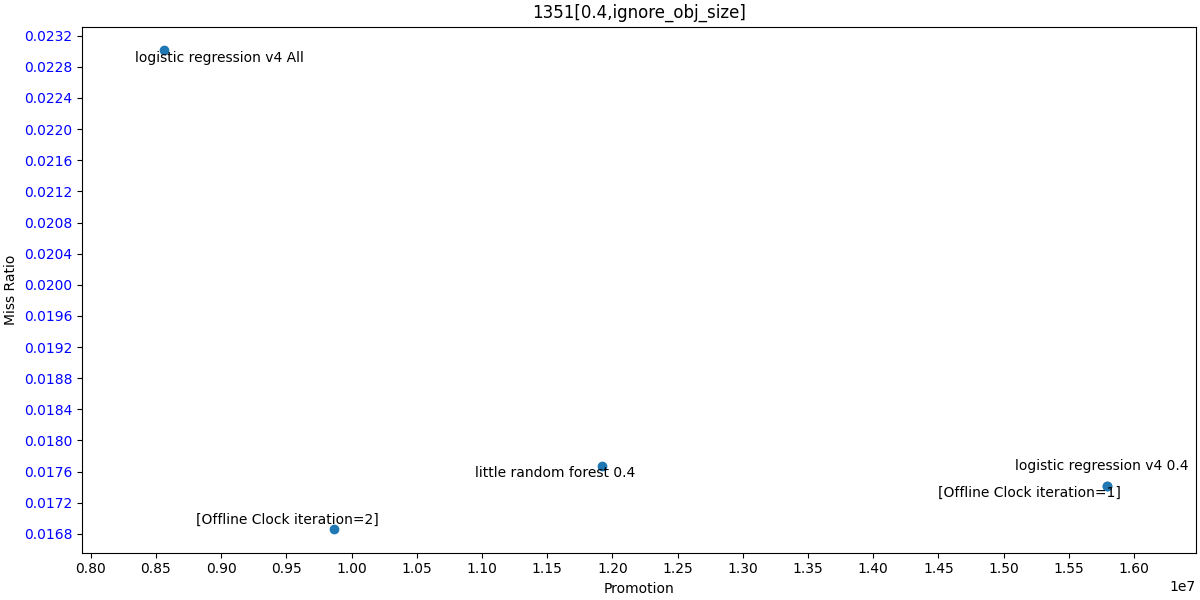 1351[0.4,ignore_obj_size]
0.0232
0.0228
0.0224
0.0220
0.0216
0.0212
0.0208
0.0204
0.0200
0.0196
0.0192
0.0188
0.0184
0.0180
0.0176
0.0172
0.0168
Miss Ratio
logistic regression v4 All
little random forest 0.4
logistic regression v4 0.4
[Offline Clock iteration=1]
[Offline Clock iteration=2]
0.80 0.85 0.90 0.95 1.00 1.05 1.10 1.15 1.20 1.25 1.30 1.35 1.40 1.45 1.50 1.55 1.60
1e7
Promotion